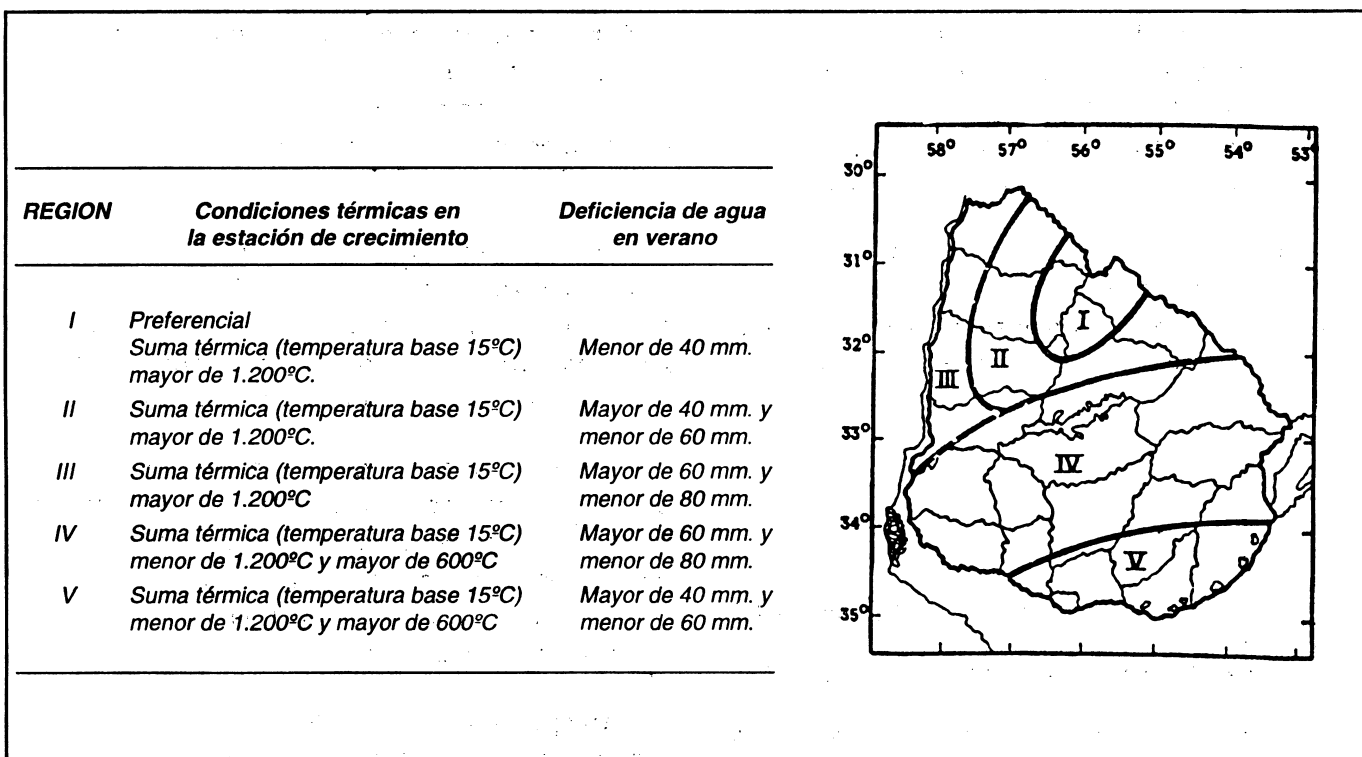 REGION Condiciones térmicas en Deficiencia de agua
la estación de crecimiento en verano
I Preferencial
Suma térmica (temperatura base 15ºC) Menor de 40 mm.
mayor de 1.200ºC.
II Suma térmica (temperatura base 15ºC) Mayor de 40 mm. y
mayor de 1.200ºC. menor de 60 mm.
III Suma térmica (temperatura base 15ºC) Mayor de 60 mm. y
mayor de 1.200ºC menor de 80 mm.
IV Suma térmica (temperatura base 15ºC) Mayor de 60 mm. y
menor de 1.200ºC y mayor de 600ºC menor de 80 mm.
V Suma térmica (temperatura base 15ºC) Mayor de 40 mm. y
menor de 1.200ºC y mayor de 600ºC menor de 60 mm.
58º 57º 56º 55º 54º 53º
30º
31º
32º
33º
34º
35º
I
II
III
IV
V